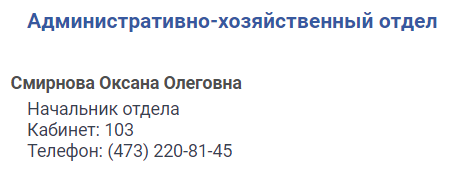 Административно-хозяйственный отдел
Смирнова Оксана Олеговна
Начальник отдела
Кабинет: 103
Телефон: (473) 220-81-45